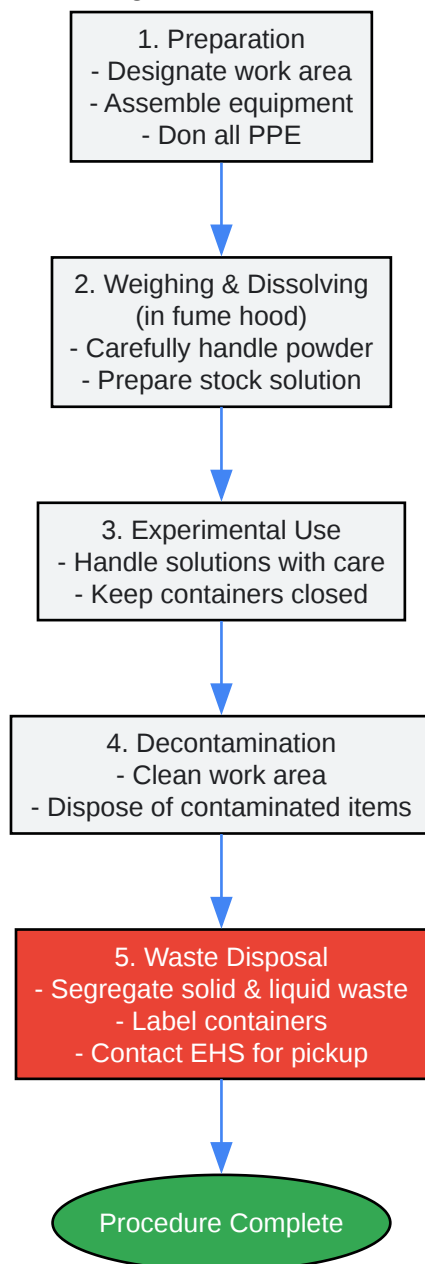 1. Preparation
- Designate work area
- Assemble equipment
- Don all PPE
2. Weighing & Dissolving
(in fume hood)
- Carefully handle powder
- Prepare stock solution
3. Experimental Use
- Handle solutions with care
- Keep containers closed
4. Decontamination
- Clean work area
- Dispose of contaminated items
5. Waste Disposal
- Segregate solid & liquid waste
- Label containers
- Contact EHS for pickup
Procedure Complete